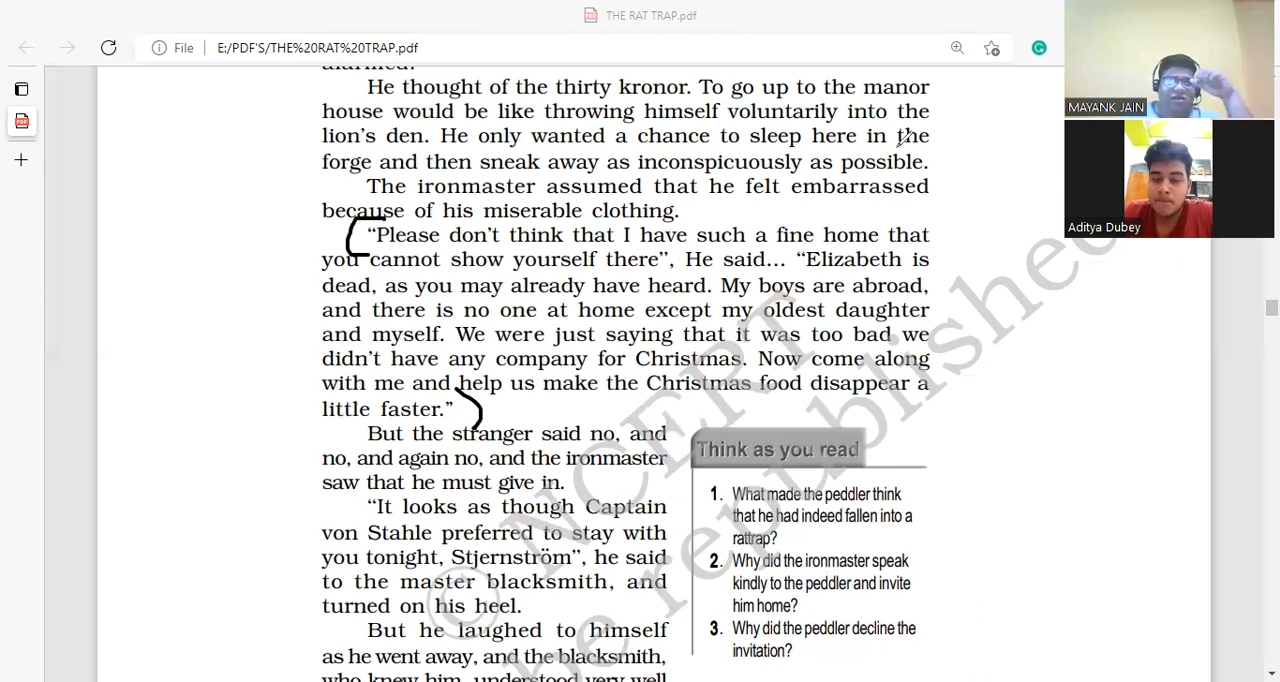 THE RAT TRAP.pdf
File E:/PDF'S/THE%20RAT%20TRAP.pdf
MAYANK JAIN
Aditya Dubey
alarmed.
He thought of the thirty kronor. To go up to the manor
house would be like throwing himself voluntarily into the
lion's den. He only wanted a chance to sleep here in the
forge and then sneak away as inconspicuously as possible.
The ironmaster assumed that he felt embarrassed
because of his miserable clothing.
“Please don't think that I have such a fine home that
you cannot show yourself there”, He said... “Elizabeth is
dead, as you may already have heard. My boys are abroad,
and there is no one at home except my oldest daughter
and myself. We were just saying that it was too bad we
didn't have any company for Christmas. Now come along
with me and help us make the Christmas food disappear a
little faster.”
But the stranger said no, and
no, and again no, and the ironmaster
saw that he must give in.
“It looks as though Captain
von Stahle preferred to stay with
you tonight, Stjernström”, he said
to the master blacksmith, and
turned on his heel.
But he laughed to himself
as he went away, and the blacksmith,
who knew him, understood very well
Think as you read
1. What made the peddler think
that he had indeed fallen into a
rattrap?
2. Why did the ironmaster speak
kindly to the peddler and invite
him home?
3. Why did the peddler decline the
invitation?
© NCERT
be republished